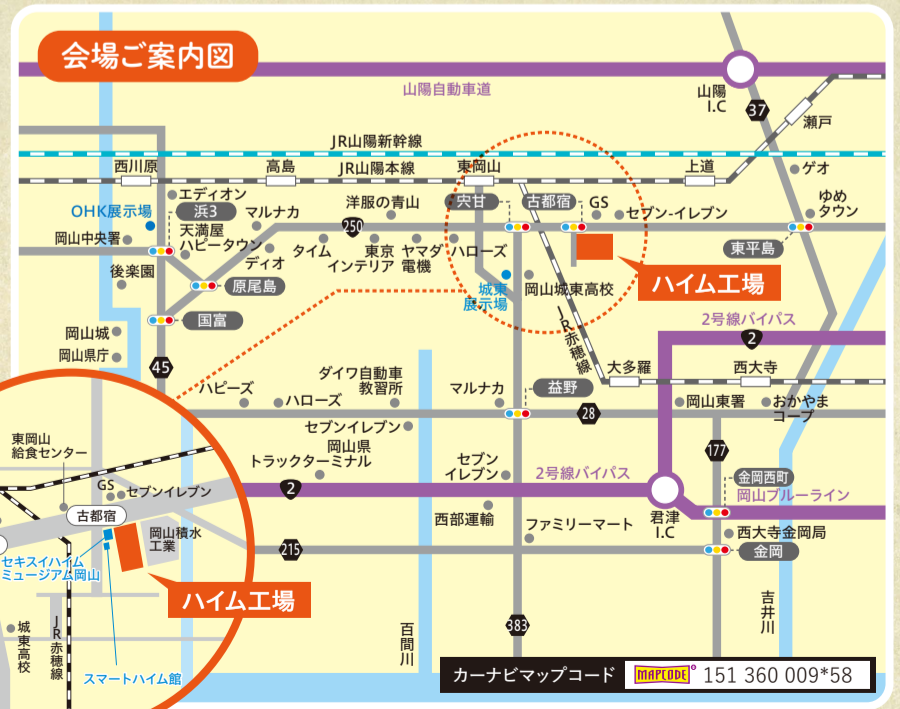 会場ご案内図
山陽自動車道
山陽
I.C
37
瀬戸
JR山陽新幹線
西川原
高島
JR山陽本線
東岡山
上道
ゲオ
エディオン
OHK展示場
浜3
マルナカ
洋服の青山
宍甘
古都宿
GS
セブン-イレブン
ゆめ
タウン
岡山中央署
天満屋
ハピータウン
250
東平島
ディオ
タイム
東京
インテリア
ヤマダ
電機
ハローズ
後楽園
原尾島
城東
展示場
岡山城東高校
ハイム工場
国富
JR赤穂線
2号線バイパス
2
岡山城
岡山県庁
45
大多羅
西大寺
ハピーズ
ハローズ
ダイワ自動車
教習所
マルナカ
益野
28
岡山東署
おかやま
コープ
セブンイレブン
岡山県
トラックターミナル
セブン
イレブン
177
東岡山
給食センター
GS
セブンイレブン
2
2号線バイパス
金岡西町
岡山ブルーライン
古都宿
岡山積水
工業
西部運輸
ファミリーマート
君津
I.C
西大寺金岡局
金岡
215
セキスイハイム
ミュージアム岡山
ハイム工場
吉井川
城東高校
JR赤穂線
百間川
383
スマートハイム館
カーナビマップコード
MAPCODE
151 360 009*58